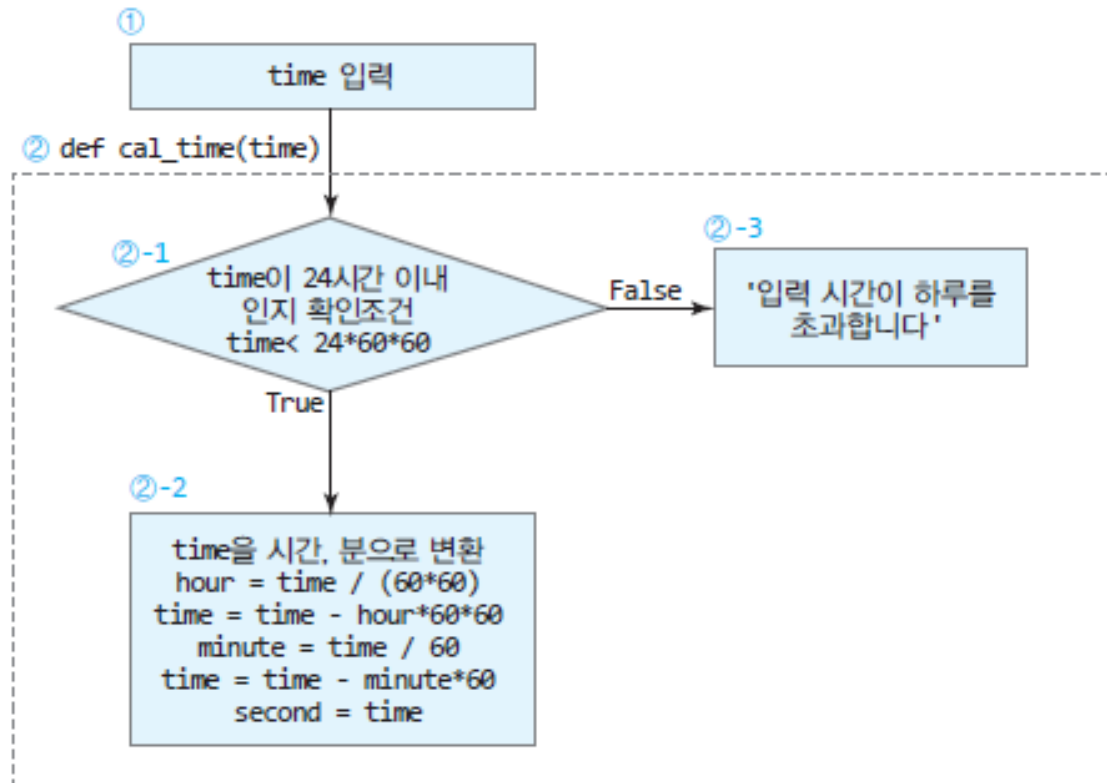 ①
time 입력
② def cal_time(time)
②-1
time이 24시간 이내
인지 확인조건
time< 24*60*60
False
②-3
'입력 시간이 하루를
초과합니다'
True
②-2
time을 시간, 분으로 변환
hour = time / (60*60)
time = time - hour*60*60
minute = time / 60
time = time - minute*60
second = time